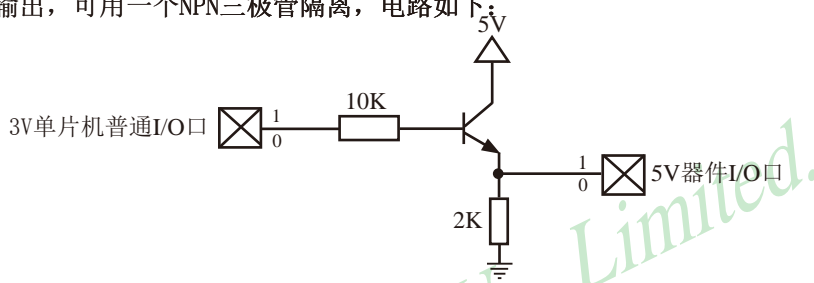 输出，可用一个NPN三极管隔离，电路如下：
5V
10K
3V单片机普通I/O口
1
0
1
0
5V器件I/O口
2K
Limited.